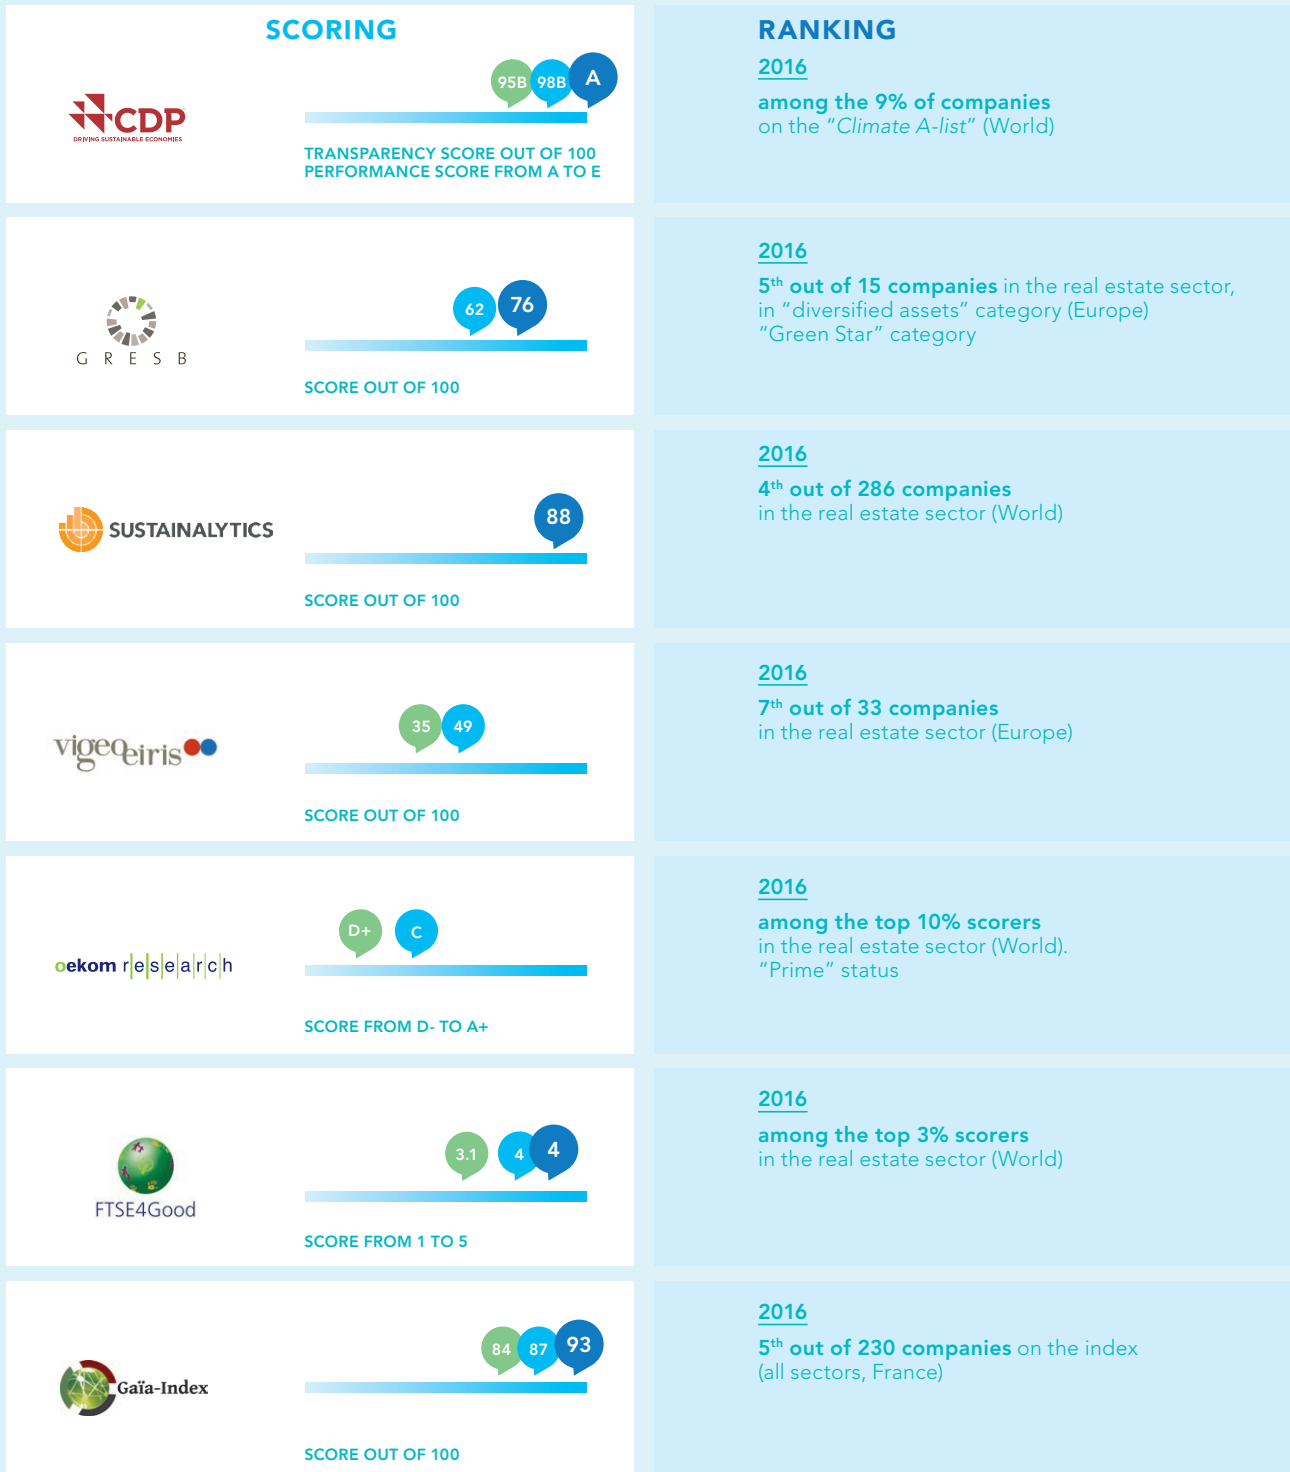 SCORING
95B 98B A
CDP
DRIVING SUSTAINABLE ECONOMIES
TRANSPARENCY SCORE OUT OF 100
PERFORMANCE SCORE FROM A TO E
RANKING
2016
among the 9% of companies
on the “Climate A-list” (World)
62 76
GRESB
SCORE OUT OF 100
2016
5th out of 15 companies in the real estate sector,
in “diversified assets” category (Europe)
“Green Star” category
88
SUSTAINALYTICS
SCORE OUT OF 100
2016
4th out of 286 companies
in the real estate sector (World)
35 49
vigeoeiris
SCORE OUT OF 100
2016
7th out of 33 companies
in the real estate sector (Europe)
D+ C
oekom r|e|s|e|a|r|c|h
SCORE FROM D- TO A+
2016
among the top 10% scorers
in the real estate sector (World).
“Prime” status
3.1 4 4
FTSE4Good
SCORE FROM 1 TO 5
2016
among the top 3% scorers
in the real estate sector (World)
84 87 93
Gaïa-Index
SCORE OUT OF 100
2016
5th out of 230 companies on the index
(all sectors, France)